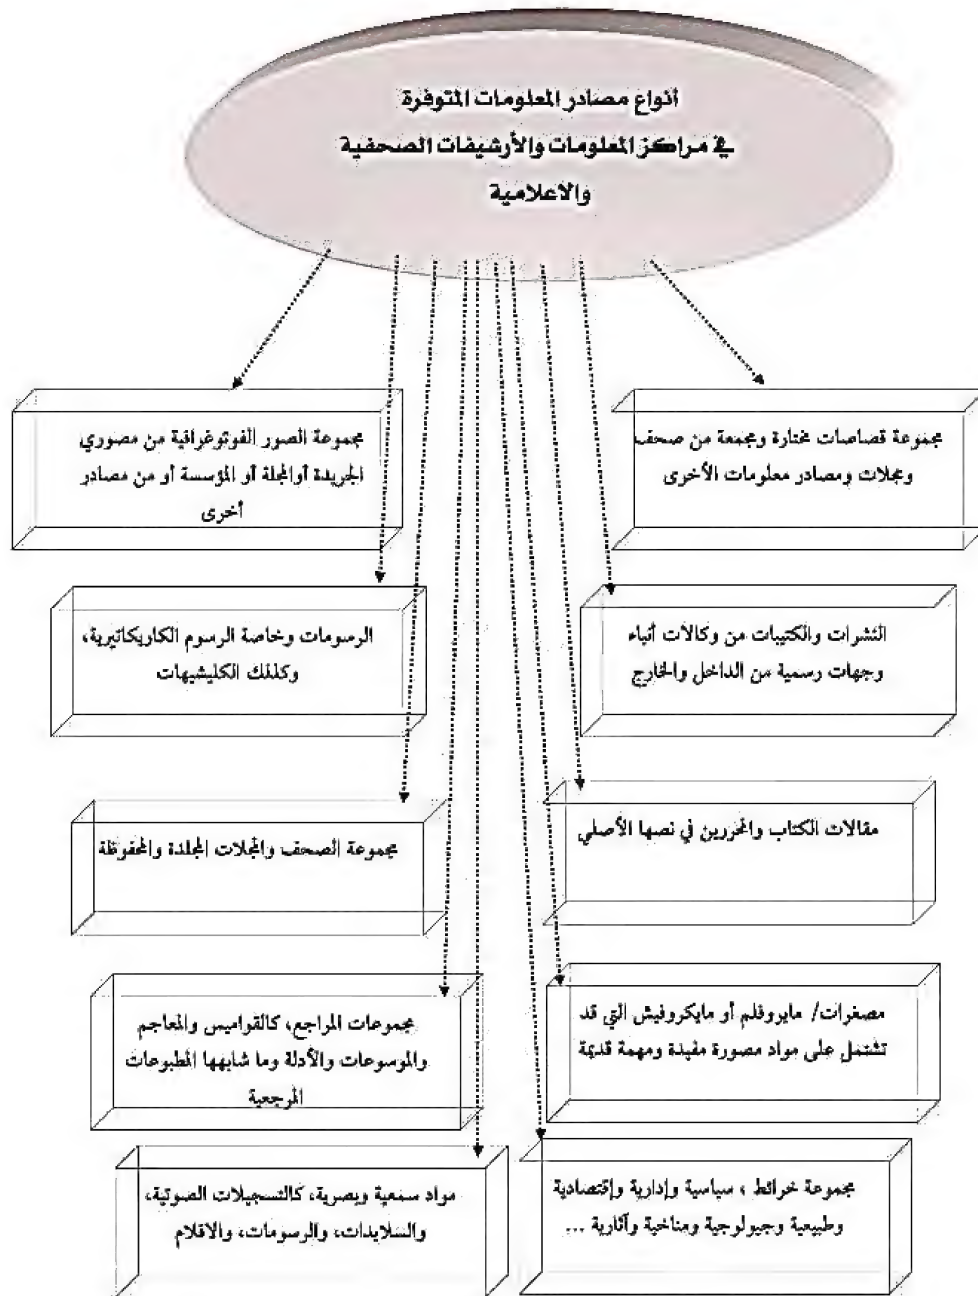 أنواع مصادر المعلومات المتوفرة
في مراكز المعلومات والأرشيفات الصحفية
والاعلامية
مجموعة قصاصات مختارة ومجمعة من صحف
ومجلات ومصادر معلومات الأخرى
مجموعة الصور الفوتوغرافية من مصوري
الجريدة أوالمجلة أو المؤسسة أو من مصادر
أخرى
النشرات والكتيبات من وكالات أنباء
وجهات رسمية من الداخل والخارج
الرسومات وخاصة الرسوم الكاريكاتيرية،
وكذلك الكليشيهات
مقالات الكتاب والمحررين في نصها الأصلي
مجموعة الصحف والمجلات المجلدة والمحفوظة
مصغرات/ مايروفلم أو مايكروفيش التي قد
تشتمل على مواد مصورة مفيدة ومهمة قديمة
مجموعات المراجع، كالقواميس والمعاجم
والموسوعات والأدلة وما شابهها المطبوعات
المرجعية
مجموعة خرائط ، سياسية وإدارية وإقتصادية
وطبيعية وجيولوجية ومناخية وآثارية ...
مواد سمعية وبصرية، كالتسجيلات الصوتية،
والسلايدات، والرسومات، والافلام